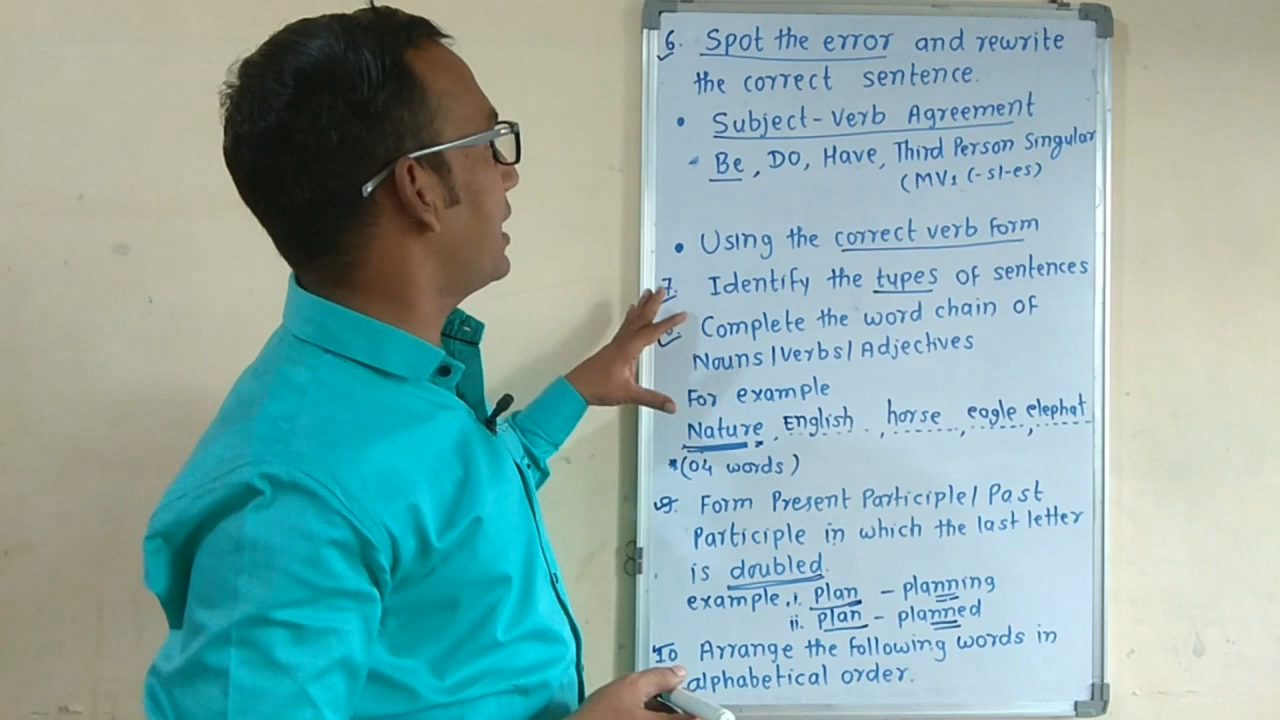 6. Spot the error and rewrite
the correct sentence.
• Subject-Verb Agreement
- Be, DO, Have, Third Person Singular
(MV1 (-s/-es)
• Using the correct verb form
7. Identify the types of sentences
Complete the word chain of
Nouns/Verbs/Adjectives
For example
Nature, English, horse, eagle, elephat
*(04 words)
9. Form Present Participle/Past
Participle in which the last letter
is doubled.
example. i. Plan - planning
ii. Plan - planned
10 Arrange the following words in
alphabetical order.